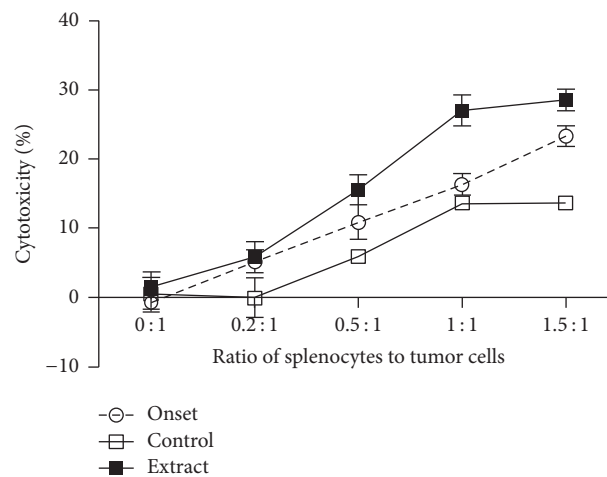 40
30
20
10
0
−10
Cytotoxicity (%)
0 : 1
0.2 : 1
0.5 : 1
1 : 1
1.5 : 1
Ratio of splenocytes to tumor cells
Onset
Control
Extract